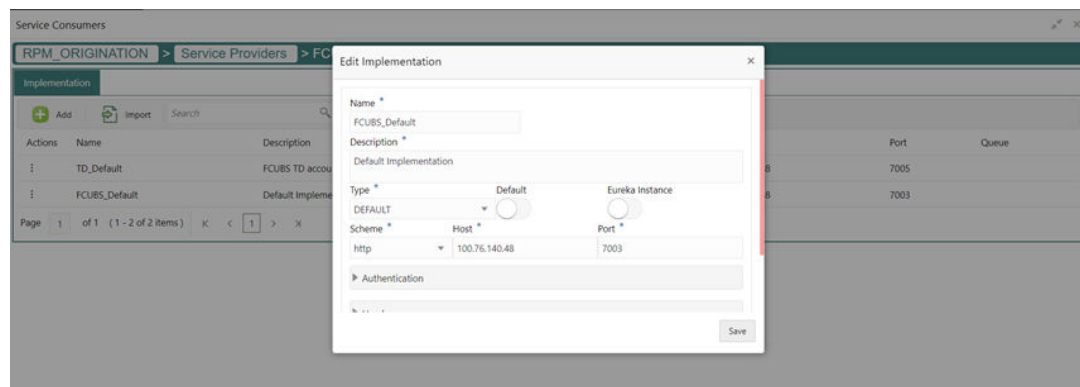 Service Consumers
RPM_ORIGINATION > Service Providers > FC
Edit Implementation
Implementation
Add Import Search
Actions Name Description Port Queue
TD_Default FCUBS TD accou 8 7005
FCUBS_Default Default Impleme 8 7003
Page 1 of 1 (1 - 2 of 2 items) K < 1 > X
Name *
FCUBS_Default
Description *
Default Implementation
Type * Default Eureka Instance
DEFAULT
Scheme * Host * Port *
http 100.76.140.48 7003
Authentication
Save